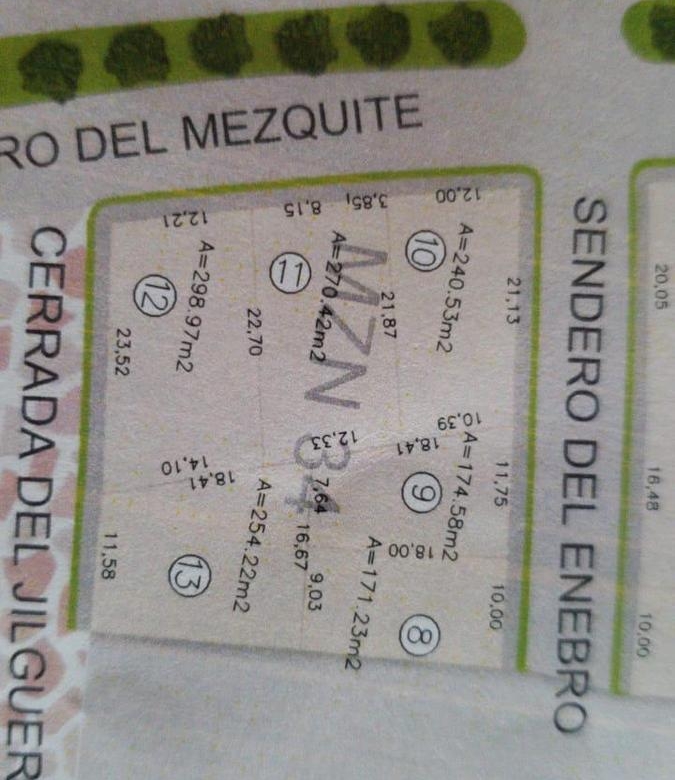 RO DEL MEZQUITE
SENDERO DEL ENEBRO
CERRADA DEL JILGUER
MZN 34
12,21
8,15
3,85
12,00
10
A=240.53m2
21,13
11
A=270.42m2
21,87
12
A=298.97m2
22,70
23,52
10,39
18,41
12,33
9
A=174.58m2
11,75
14,10
18,41
7,64
16,67
9,03
18,00
13
A=254.22m2
11,58
8
A=171.23m2
10,00
20,05
16,48
10,00